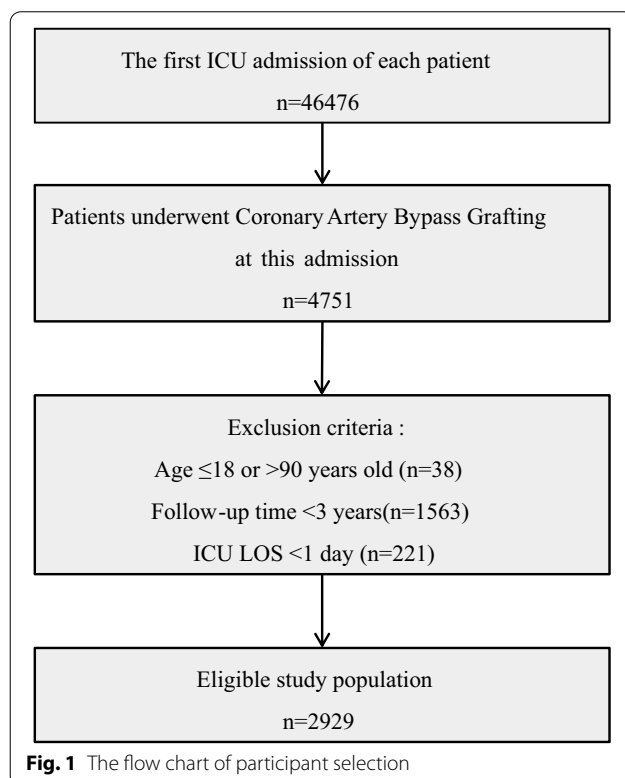 The first ICU admission of each patient
n=46476
Patients underwent Coronary Artery Bypass Grafting
at this admission
n=4751
Exclusion criteria :
Age ≤18 or >90 years old (n=38)
Follow-up time <3 years(n=1563)
ICU LOS <1 day (n=221)
Eligible study population
n=2929
Fig. 1 The flow chart of participant selection